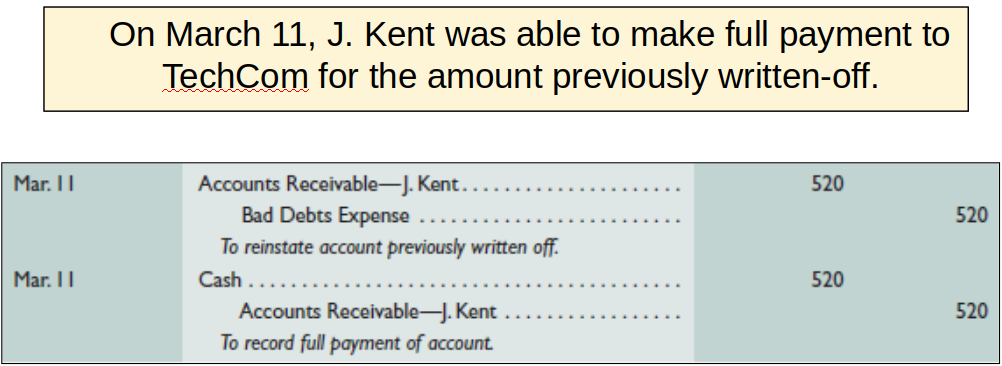 On March 11, J. Kent was able to make full payment to
TechCom for the amount previously written-off.
Mar. 11 Accounts Receivable—J. Kent..................... 520
Bad Debts Expense ......................... 520
To reinstate account previously written off.
Mar. 11 Cash ......................................... 520
Accounts Receivable—J. Kent ................. 520
To record full payment of account.